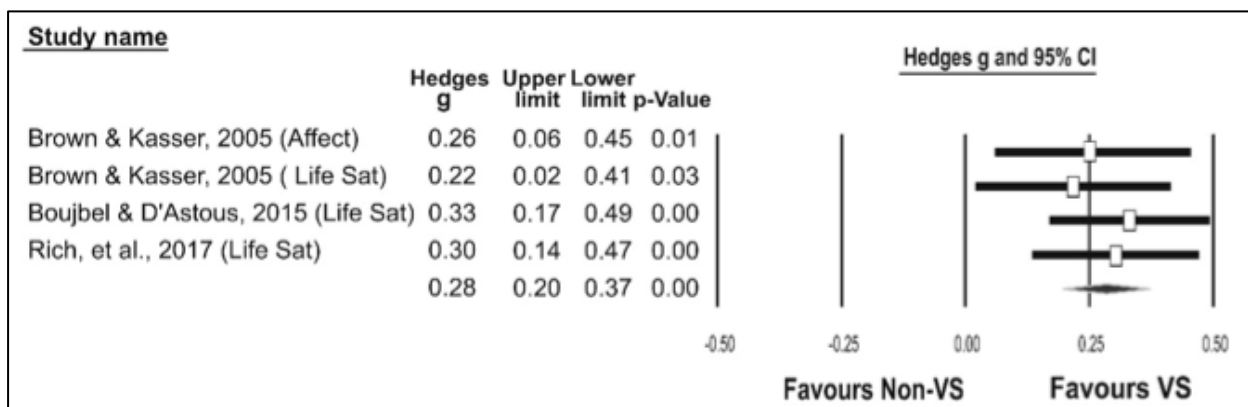 Study name
Hedges g and 95% CI
Hedges Upper Lower
g limit limit p-Value
Brown & Kasser, 2005 (Affect) 0.26 0.06 0.45 0.01
Brown & Kasser, 2005 ( Life Sat) 0.22 0.02 0.41 0.03
Boujbel & D'Astous, 2015 (Life Sat) 0.33 0.17 0.49 0.00
Rich, et al., 2017 (Life Sat) 0.30 0.14 0.47 0.00
0.28 0.20 0.37 0.00
-0.50 -0.25 0.00 0.25 0.50
Favours Non-VS Favours VS